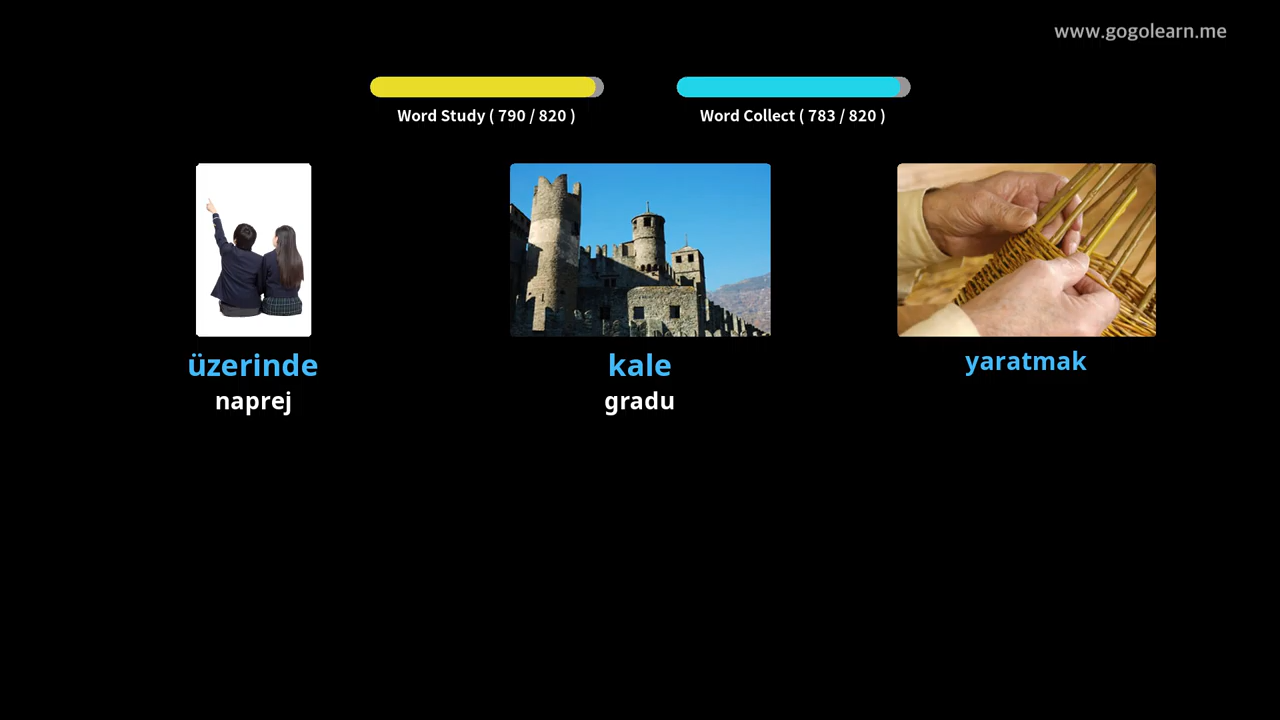 www.gogolearn.me
Word Study ( 790 / 820 )
Word Collect ( 783 / 820 )
üzerinde
naprej
kale
gradu
yaratmak